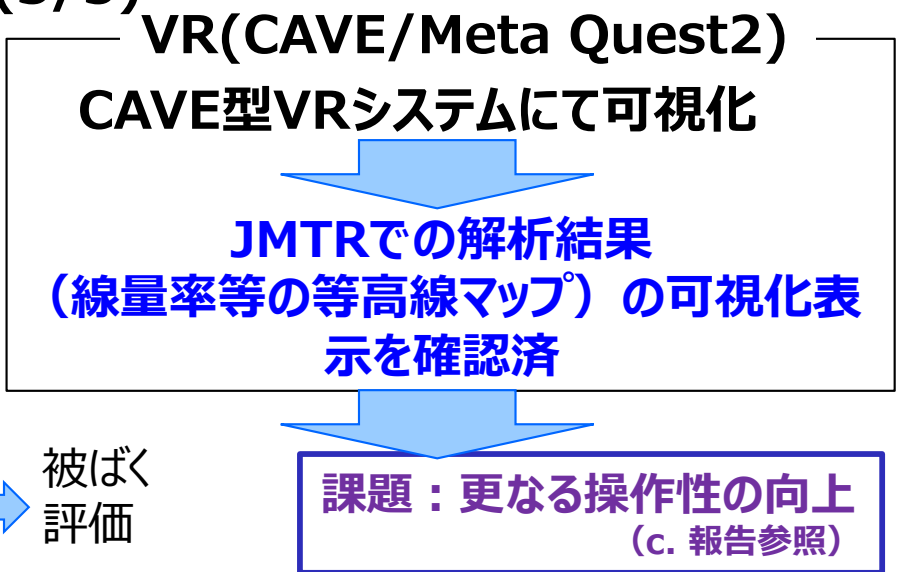 VR(CAVE/Meta Quest2)
CAVE型VRシステムにて可視化
JMTRでの解析結果
（線量率等の等高線マップ）の可視化表
示を確認済
被ばく
評価
課題：更なる操作性の向上
（c. 報告参照）